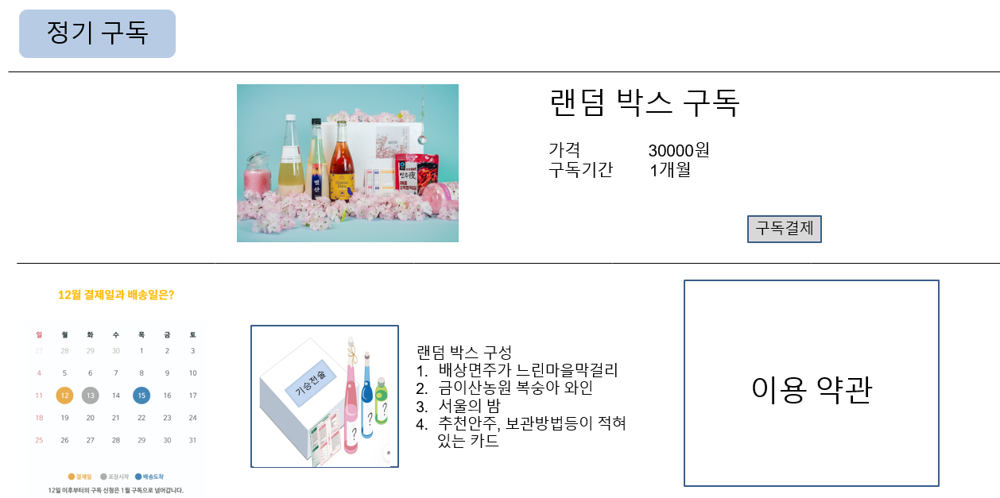 정기 구독
랜덤 박스 구독
가격 30000원
구독기간 1개월
구독결제
12월 결제일과 배송일은?
일 월 화 수 목 금 토
27 28 29 30 1 2 3
4 5 6 7 8 9 10
11 12 13 14 15 16 17
18 19 20 21 22 23 24
25 26 27 28 29 30 31
결제일 포장시작 배송도착
12일 이후부터의 구독 신청은 1월 구독으로 넘어갑니다.
기승전술
? ? ?
랜덤 박스 구성
1. 배상면주가 느린마을막걸리
2. 금이산농원 복숭아 와인
3. 서울의 밤
4. 추천안주, 보관방법등이 적혀
있는 카드
이용 약관